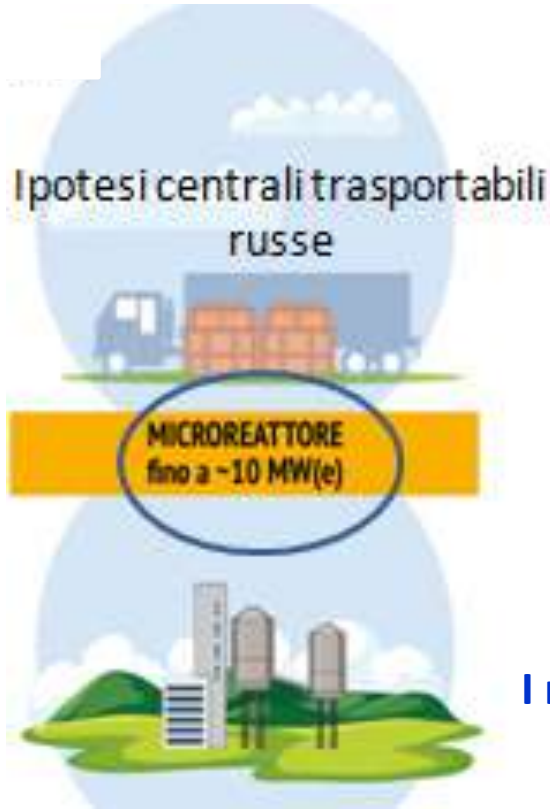 Ipotesi centrali trasportabili
russe
MICROREATTORE
fino a ~10 MW(e)
I